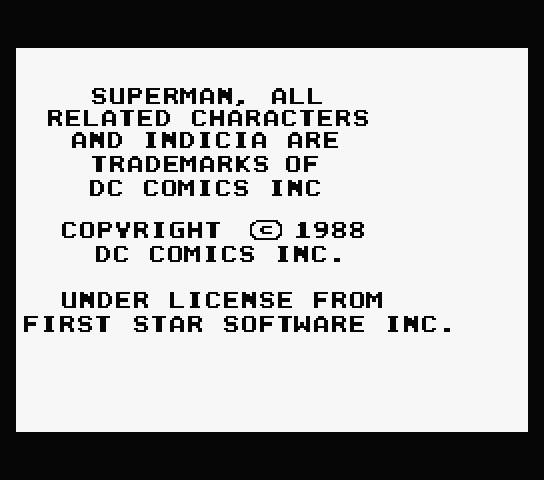 SUPERMAN, ALL
RELATED CHARACTERS
AND INDICIA ARE
TRADEMARKS OF
DC COMICS INC
COPYRIGHT © 1988
DC COMICS INC.
UNDER LICENSE FROM
FIRST STAR SOFTWARE INC.